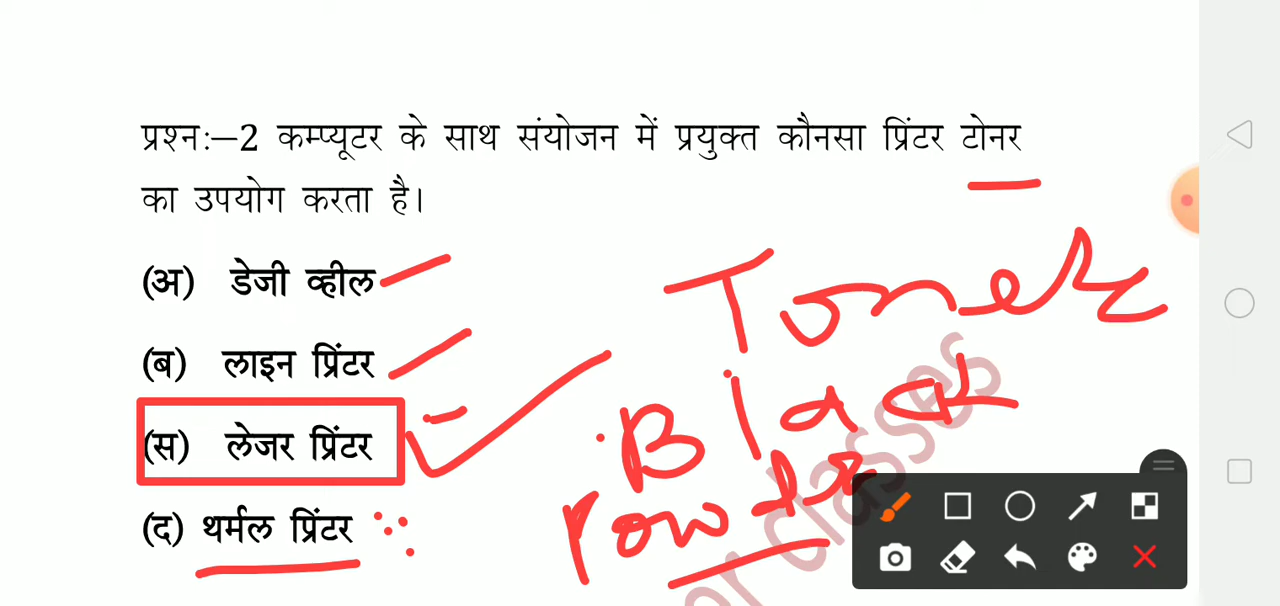 प्रश्नः–2 कम्प्यूटर के साथ संयोजन में प्रयुक्त कौनसा प्रिंटर टोनर
का उपयोग करता है।
(अ) डेजी व्हील
(ब) लाइन प्रिंटर
(स) लेजर प्रिंटर
(द) थर्मल प्रिंटर
Toner
Black
Powder
classes